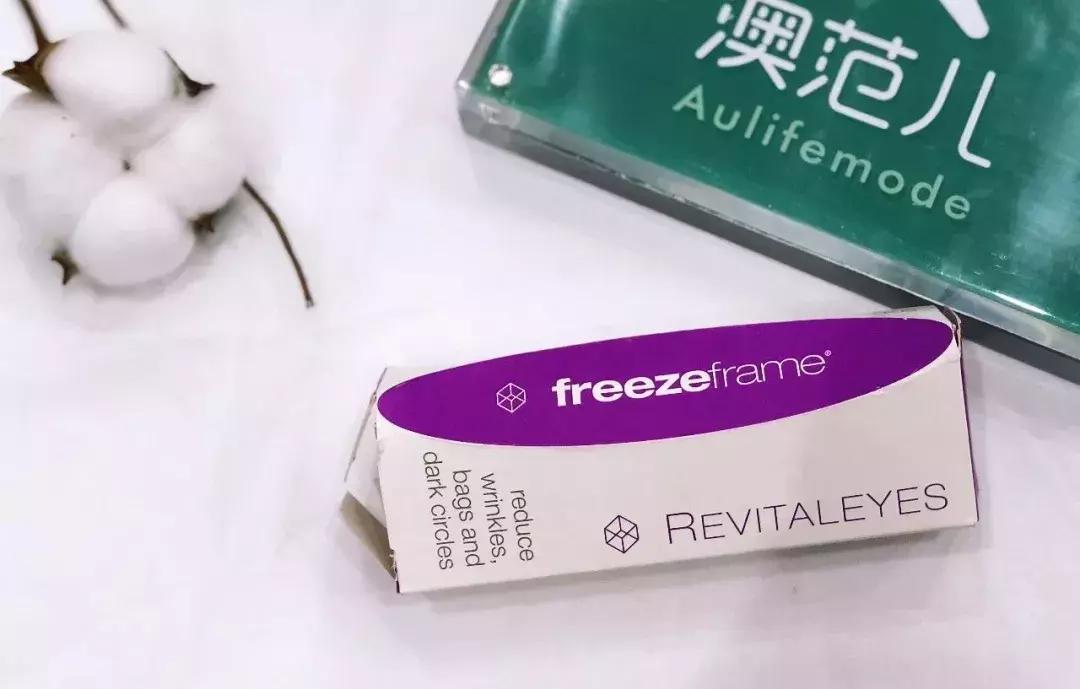 澳范儿
Aulifemode
freezeframe®
reduce
wrinkles,
bags and
dark circles
REVITALEYES